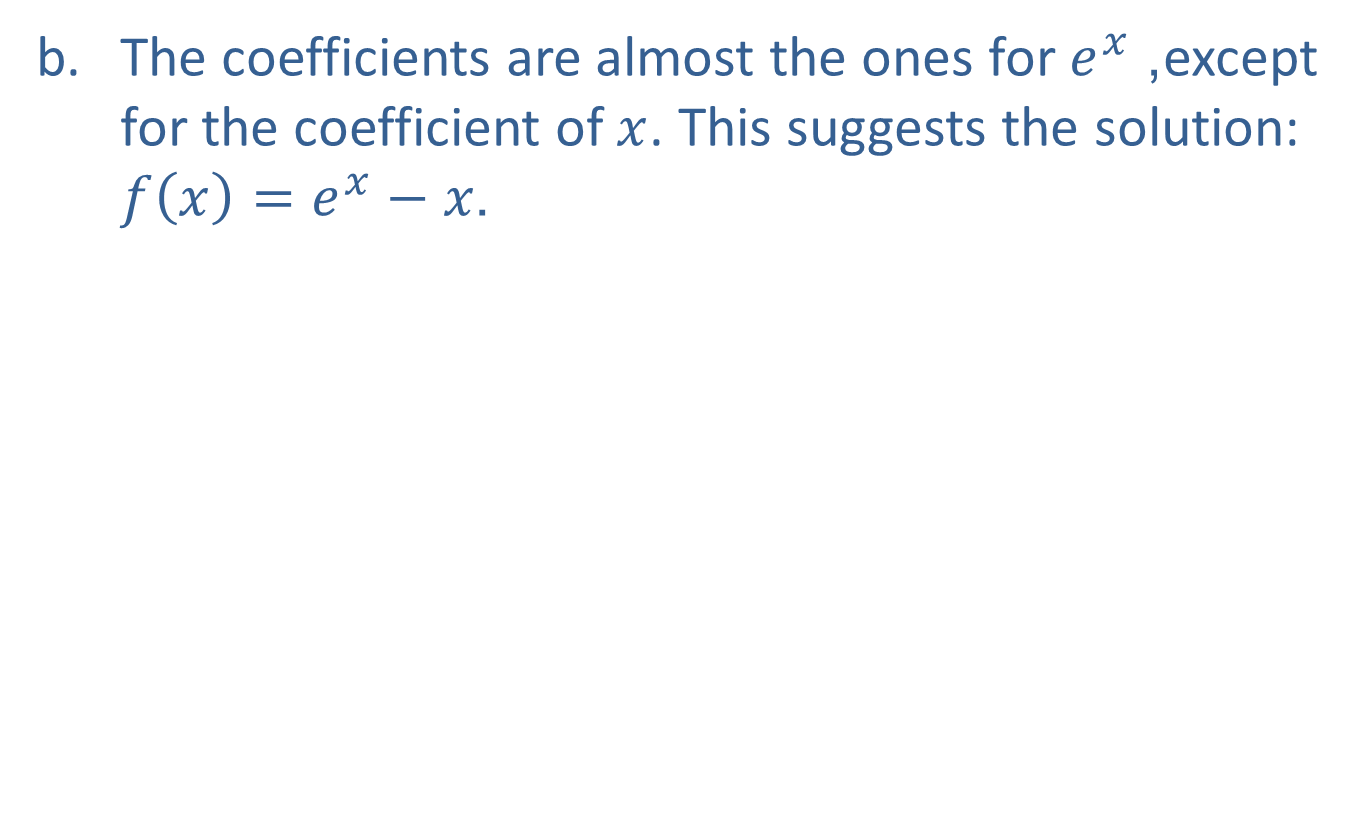 b. The coefficients are almost the ones for $e^x$ ,except
for the coefficient of $x$. This suggests the solution:
$f(x) = e^x - x.$